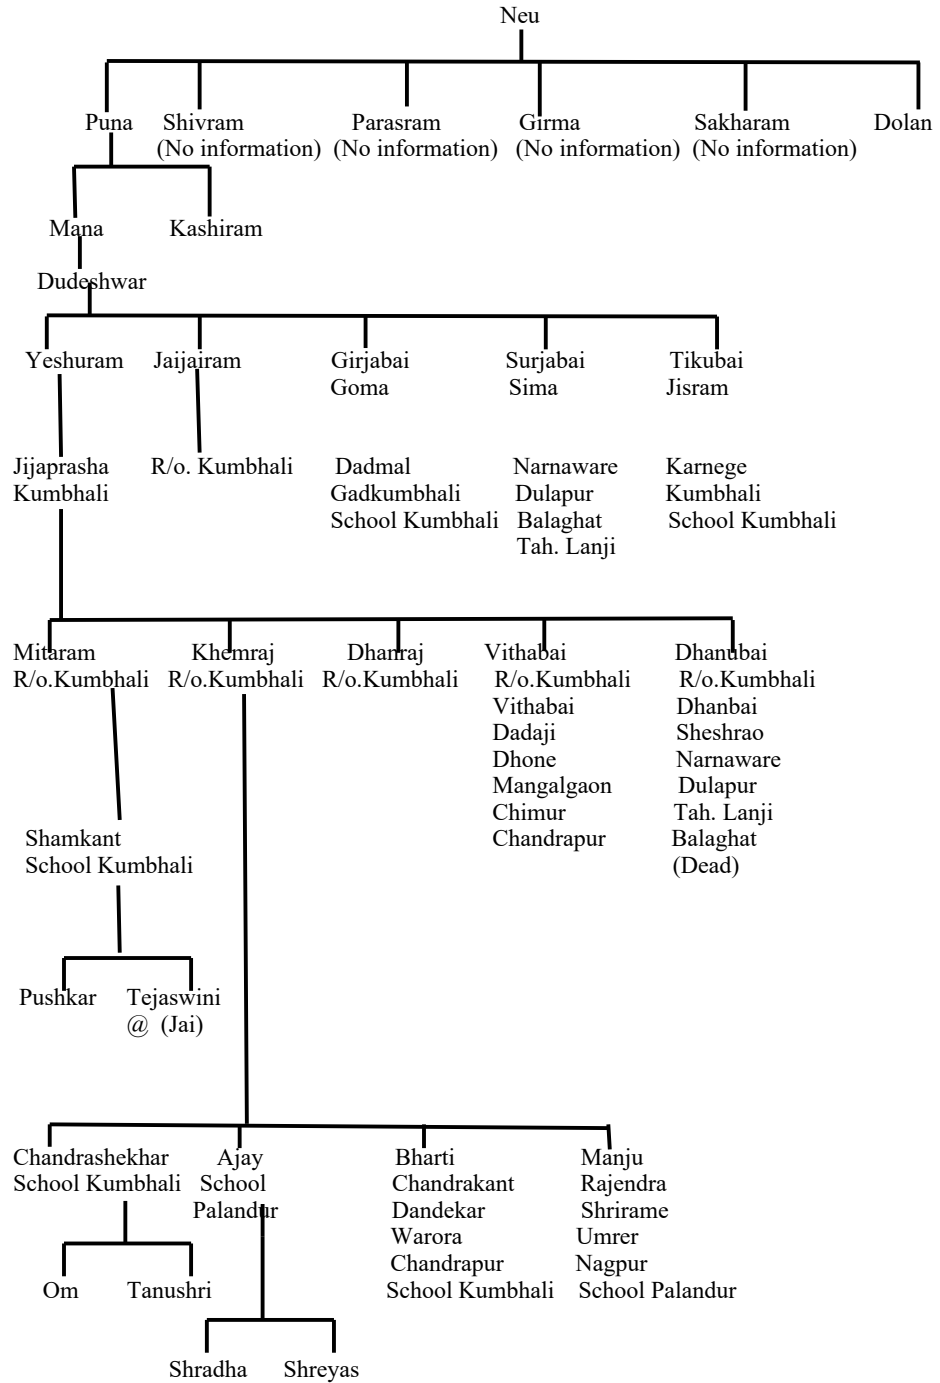 Neu
Puna Shivram Parasram Girma Sakharam Dolan
(No information) (No information) (No information) (No information)
Mana Kashiram
Dudeshwar
Yeshuram Jaijairam Girjabai Surjabai Tikubai
Goma Sima Jisram
Jijaprasha R/o. Kumbhali Dadmal Narnaware Karnege
Kumbhali Gadkumbhali Dulapur Kumbhali
School Kumbhali Balaghat School Kumbhali
Tah. Lanji
Mitaram Khemraj Dhanraj Vithabai Dhanubai
R/o.Kumbhali R/o.Kumbhali R/o.Kumbhali R/o.Kumbhali R/o.Kumbhali
Vithabai Dhanbai
Dadaji Sheshrao
Dhone Narnaware
Mangalgaon Dulapur
Chimur Tah. Lanji
Shamkant Chandrapur Balaghat
School Kumbhali (Dead)
Pushkar Tejaswini
@ (Jai)
Chandrashekhar Ajay Bharti Manju
School Kumbhali School Chandrakant Rajendra
Palandur Dandekar Shrirame
Warora Umrer
Chandrapur Nagpur
Om Tanushri School Kumbhali School Palandur
Shradha Shreyas